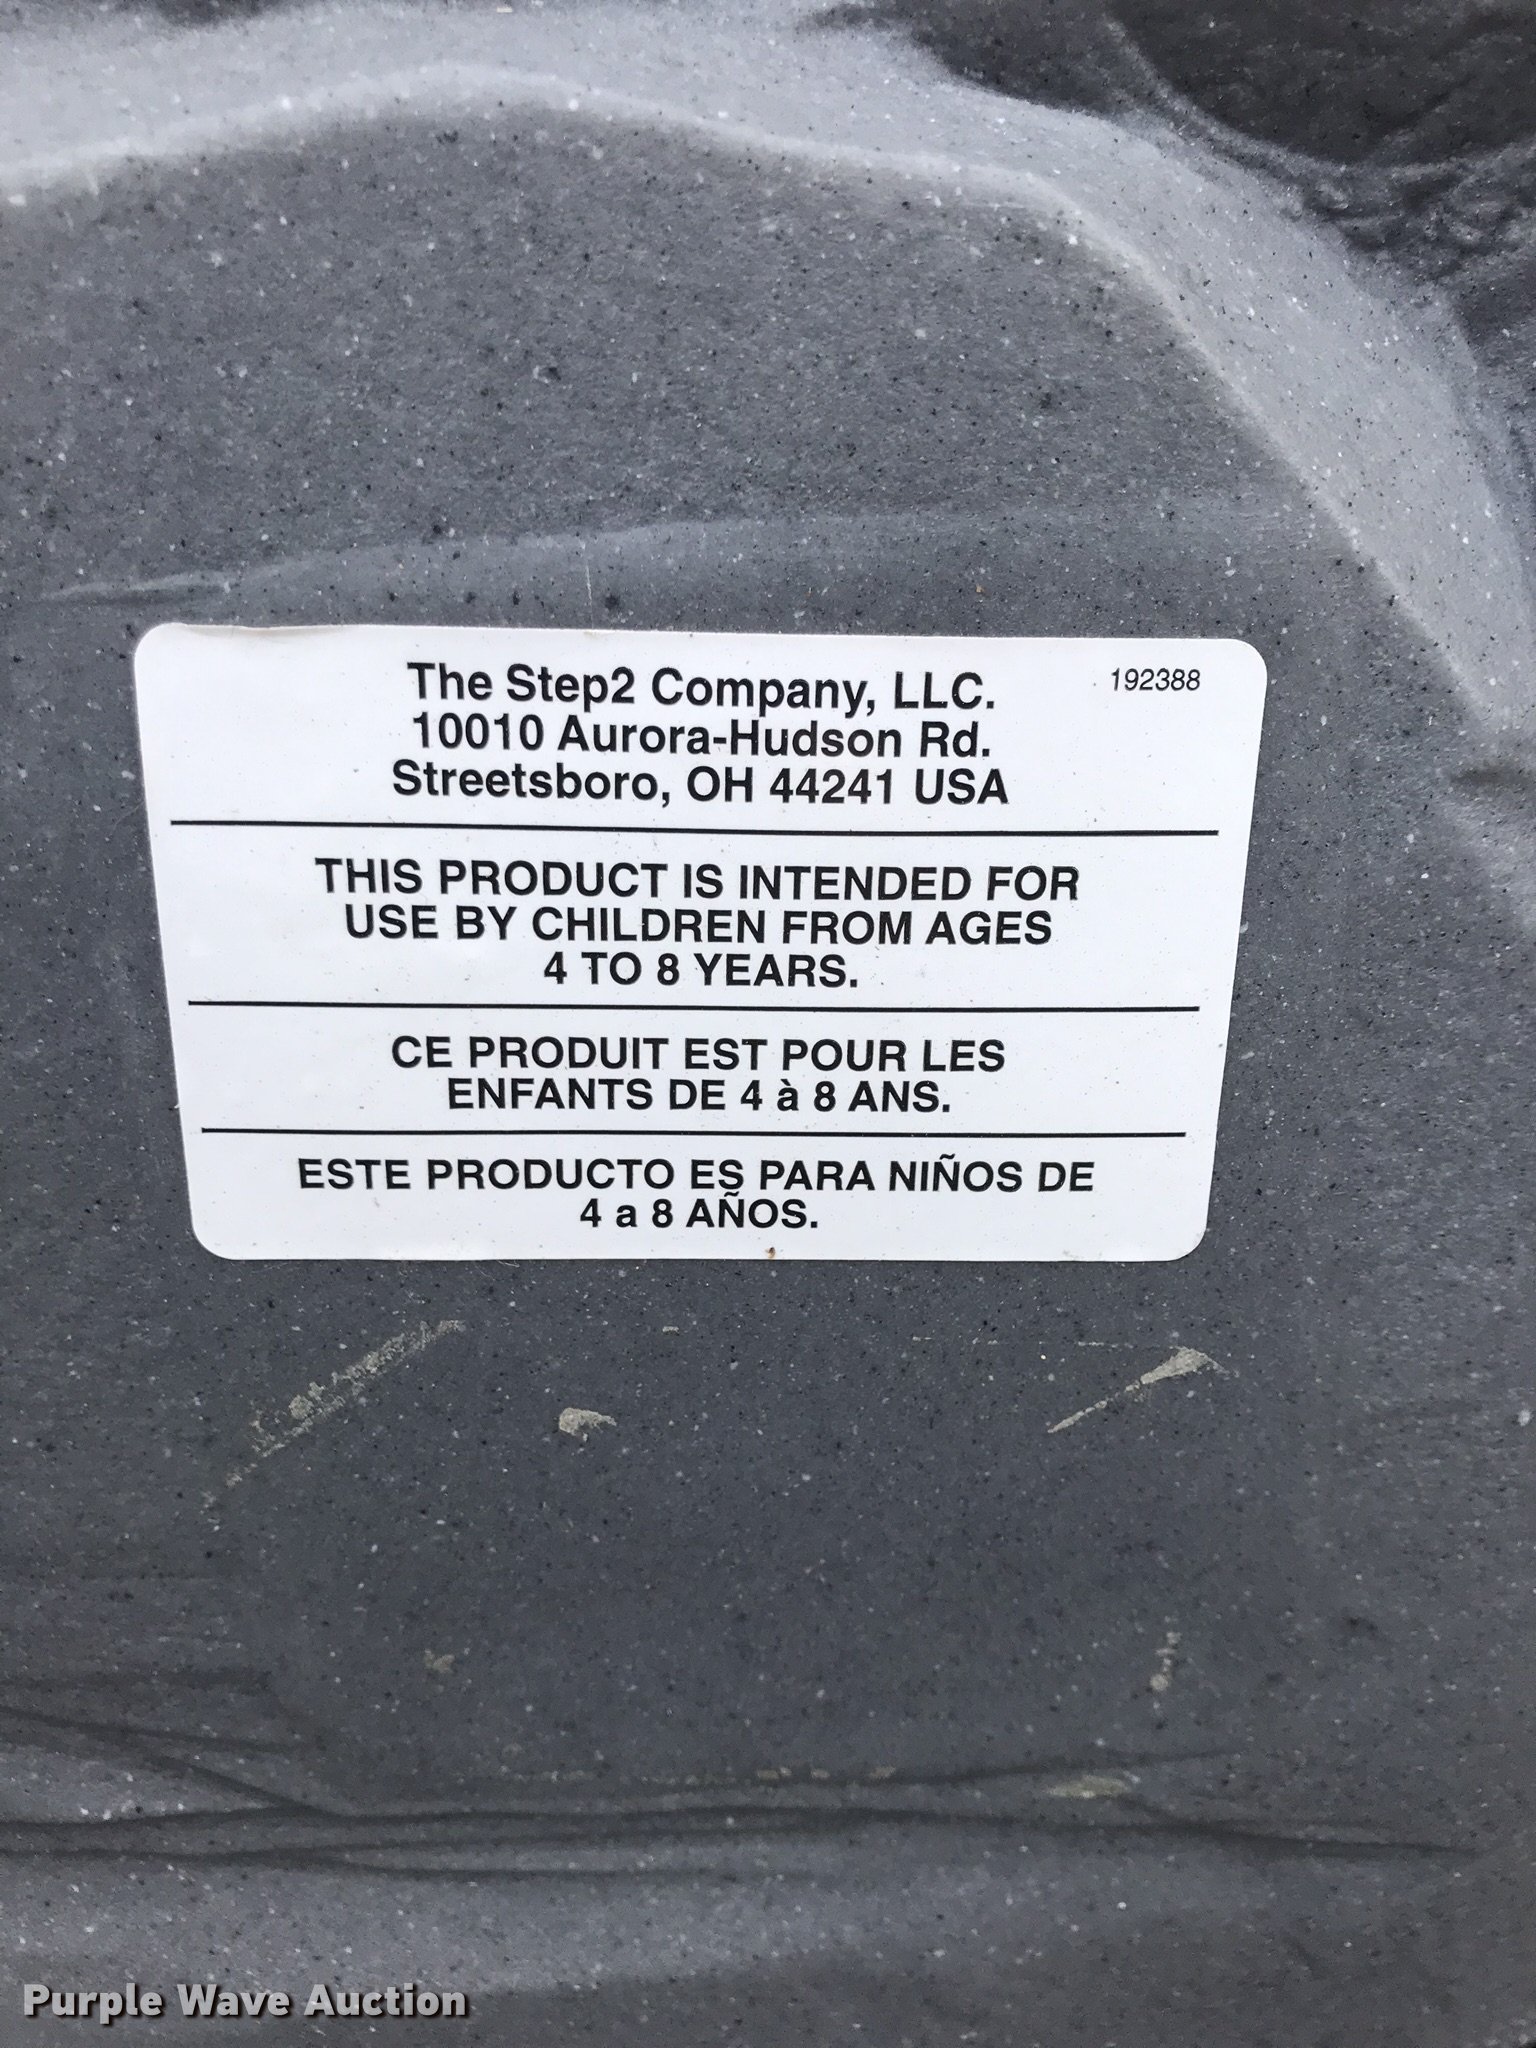 The Step2 Company, LLC.
192388
10010 Aurora-Hudson Rd.
Streetsboro, OH 44241 USA
THIS PRODUCT IS INTENDED FOR
USE BY CHILDREN FROM AGES
4 TO 8 YEARS.
CE PRODUIT EST POUR LES
ENFANTS DE 4 à 8 ANS.
ESTE PRODUCTO ES PARA NIÑOS DE
4 a 8 AÑOS.
Purple Wave Auction